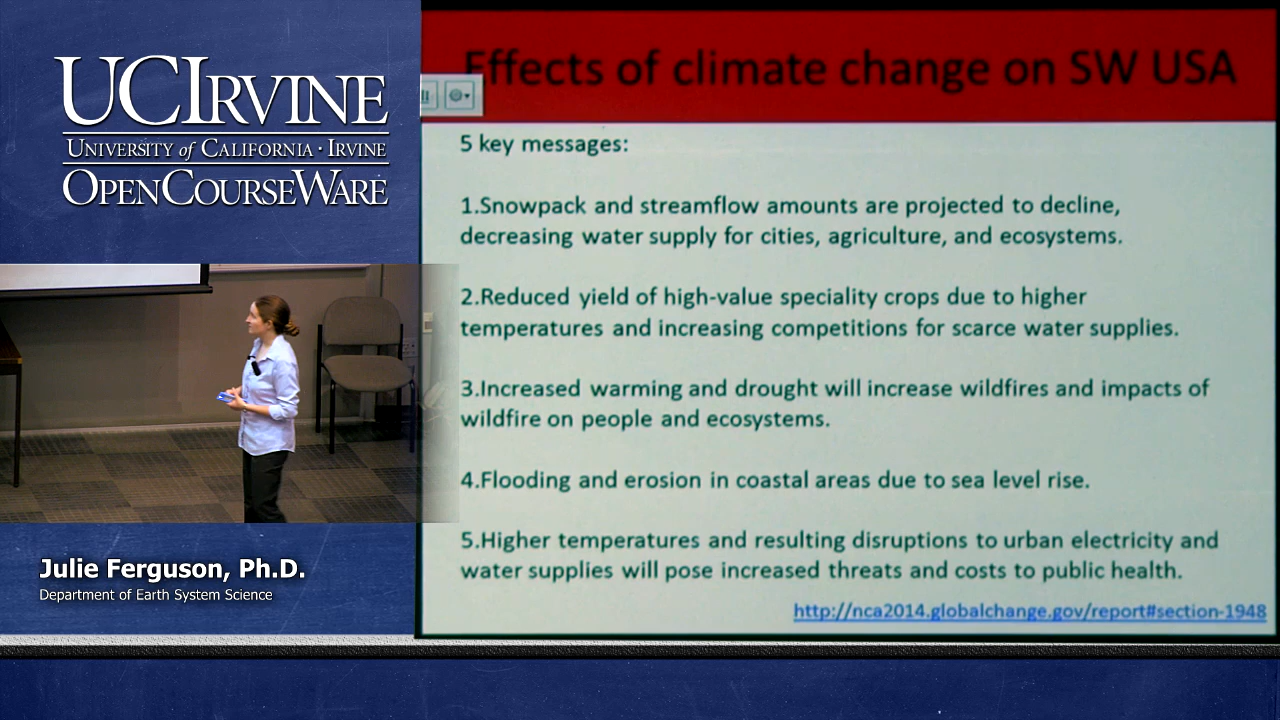 UCIRVINE
UNIVERSITY of CALIFORNIA · IRVINE
OPENCOURSEWARE
Julie Ferguson, Ph.D.
Department of Earth System Science
Effects of climate change on SW USA
5 key messages:
1.Snowpack and streamflow amounts are projected to decline,
decreasing water supply for cities, agriculture, and ecosystems.
2.Reduced yield of high-value speciality crops due to higher
temperatures and increasing competitions for scarce water supplies.
3.Increased warming and drought will increase wildfires and impacts of
wildfire on people and ecosystems.
4.Flooding and erosion in coastal areas due to sea level rise.
5.Higher temperatures and resulting disruptions to urban electricity and
water supplies will pose increased threats and costs to public health.
http://nca2014.globalchange.gov/report#section-1948